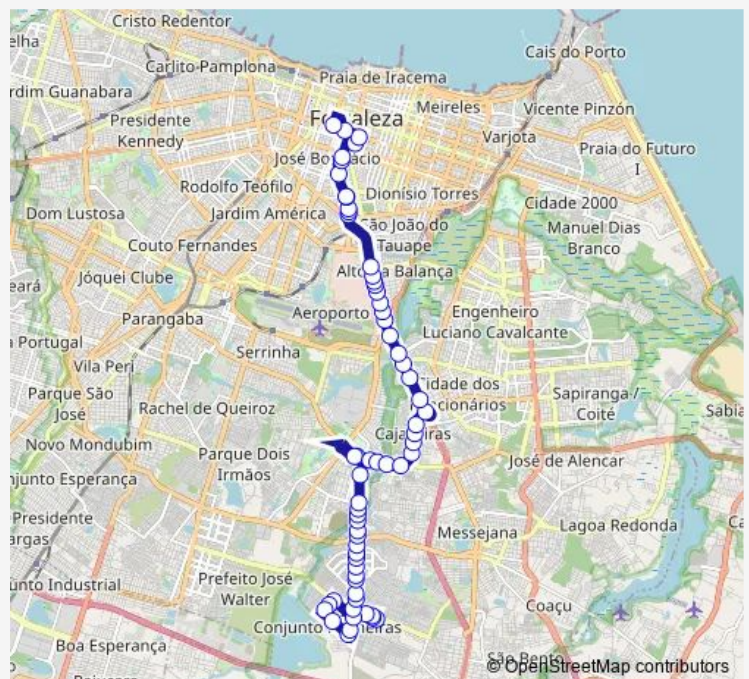 Cristo Redentor
elha
Carlito Pamplona
Cais do Porto
Praia de Iracema
rdim Guanabara
Meireles
Vicente Pinzón
Presidente
Kennedy
Varjota
Praia do Futuro
I
Rodolfo Teófilo
Dionísio Torres
Cidade 2000
Dom Lustosa
Jardim América
São João do
Tauape
Manuel Dias
Branco
Couto Fernandes
Jóquei Clube
eará
Parangaba
Aeroporto
Engenheiro
Luciano Cavalcante
a Portugal
Serrinha
Vila Peri
Parque São
José
Rachel de Queiroz
Cidade dos
Sapiranga /
Coité
Sabia
Novo Mondubim
Parque Dois
Irmãos
José de Alencar
njunto Esperança
Presidente
argas
Messejana
Lagoa Redonda
unto Industrial
Prefeito José
Walter
Coaçu
Conjunto
Boa Esperança
© OpenStreetMap contributors